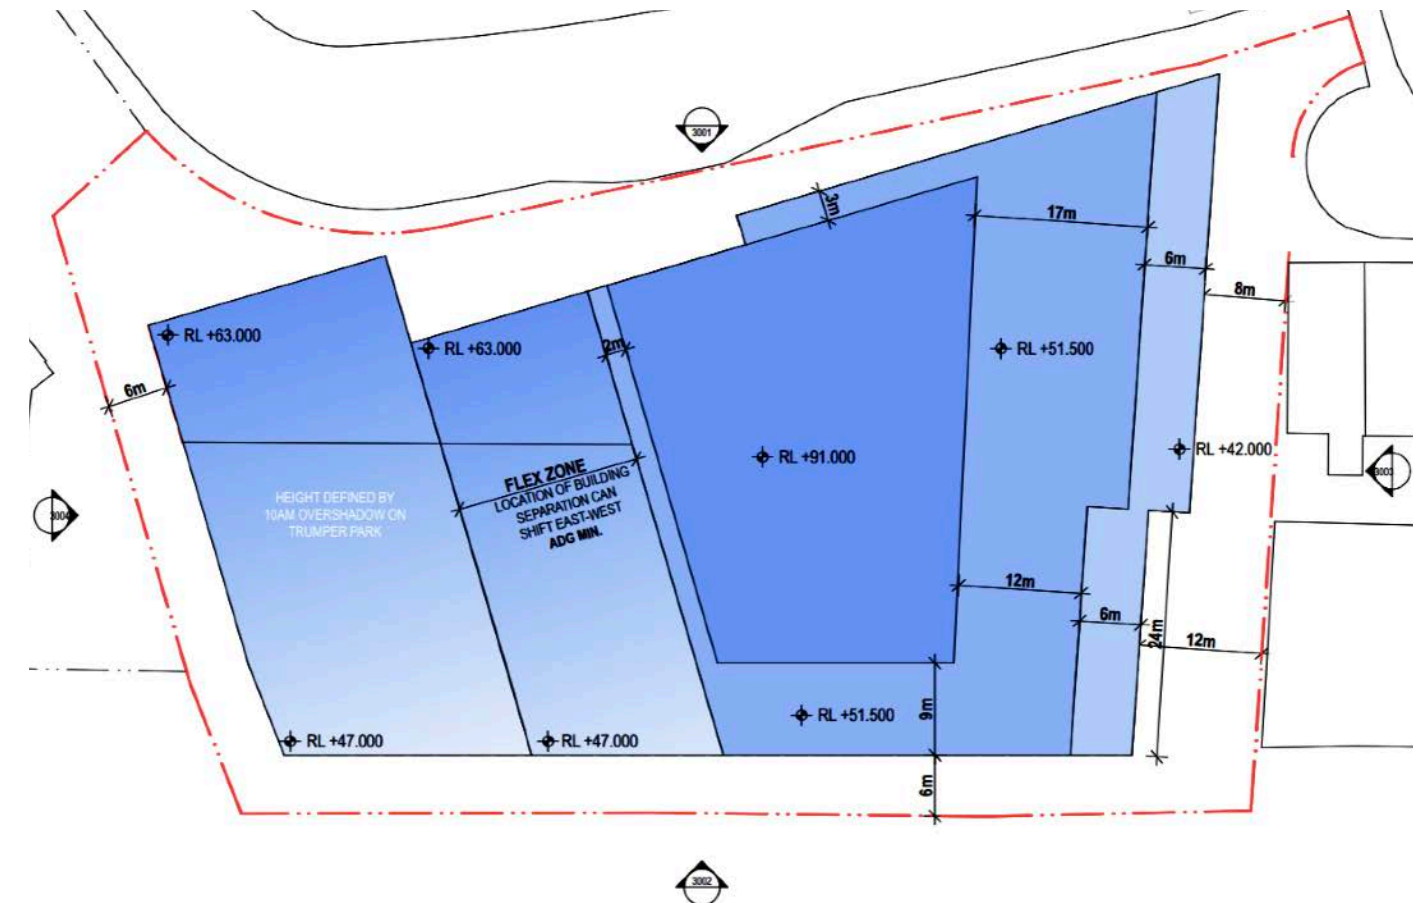 3001
3m
17m
6m
8m
RL +63.000
RL +63.000
2m
RL +51.500
6m
RL +91.000
RL +42.000
FLEX ZONE
LOCATION OF BUILDING
SEPARATION CAN
SHIFT EAST-WEST
ADG MIN.
HEIGHT DEFINED BY
10AM OVERSHADOW ON
TRUMPER PARK
3003
3004
12m
6m
24m
12m
RL +51.500
9m
RL +47.000
RL +47.000
6m
3002